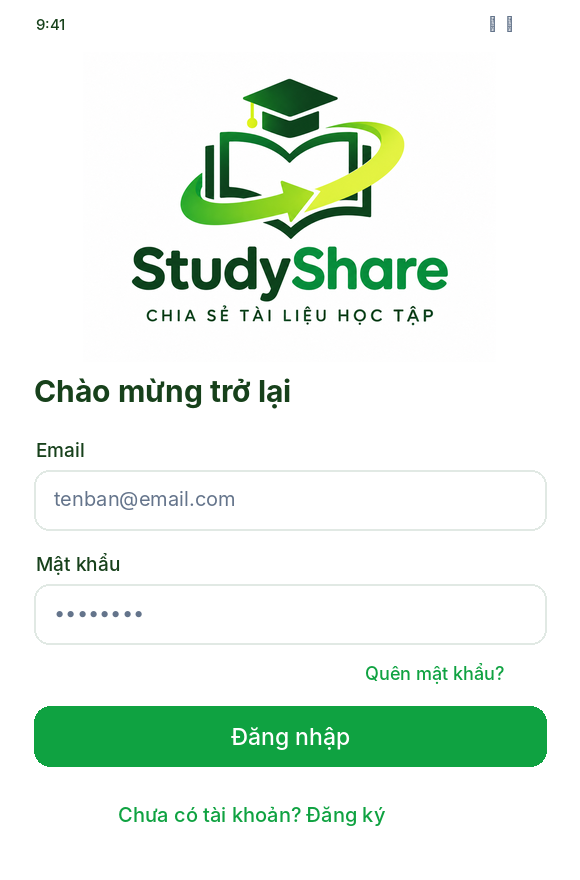 9:41
StudyShare
CHIA SẺ TÀI LIỆU HỌC TẬP
Chào mừng trở lại
Email
tenban@email.com
Mật khẩu
••••••••
Quên mật khẩu?
Đăng nhập
Chưa có tài khoản? Đăng ký